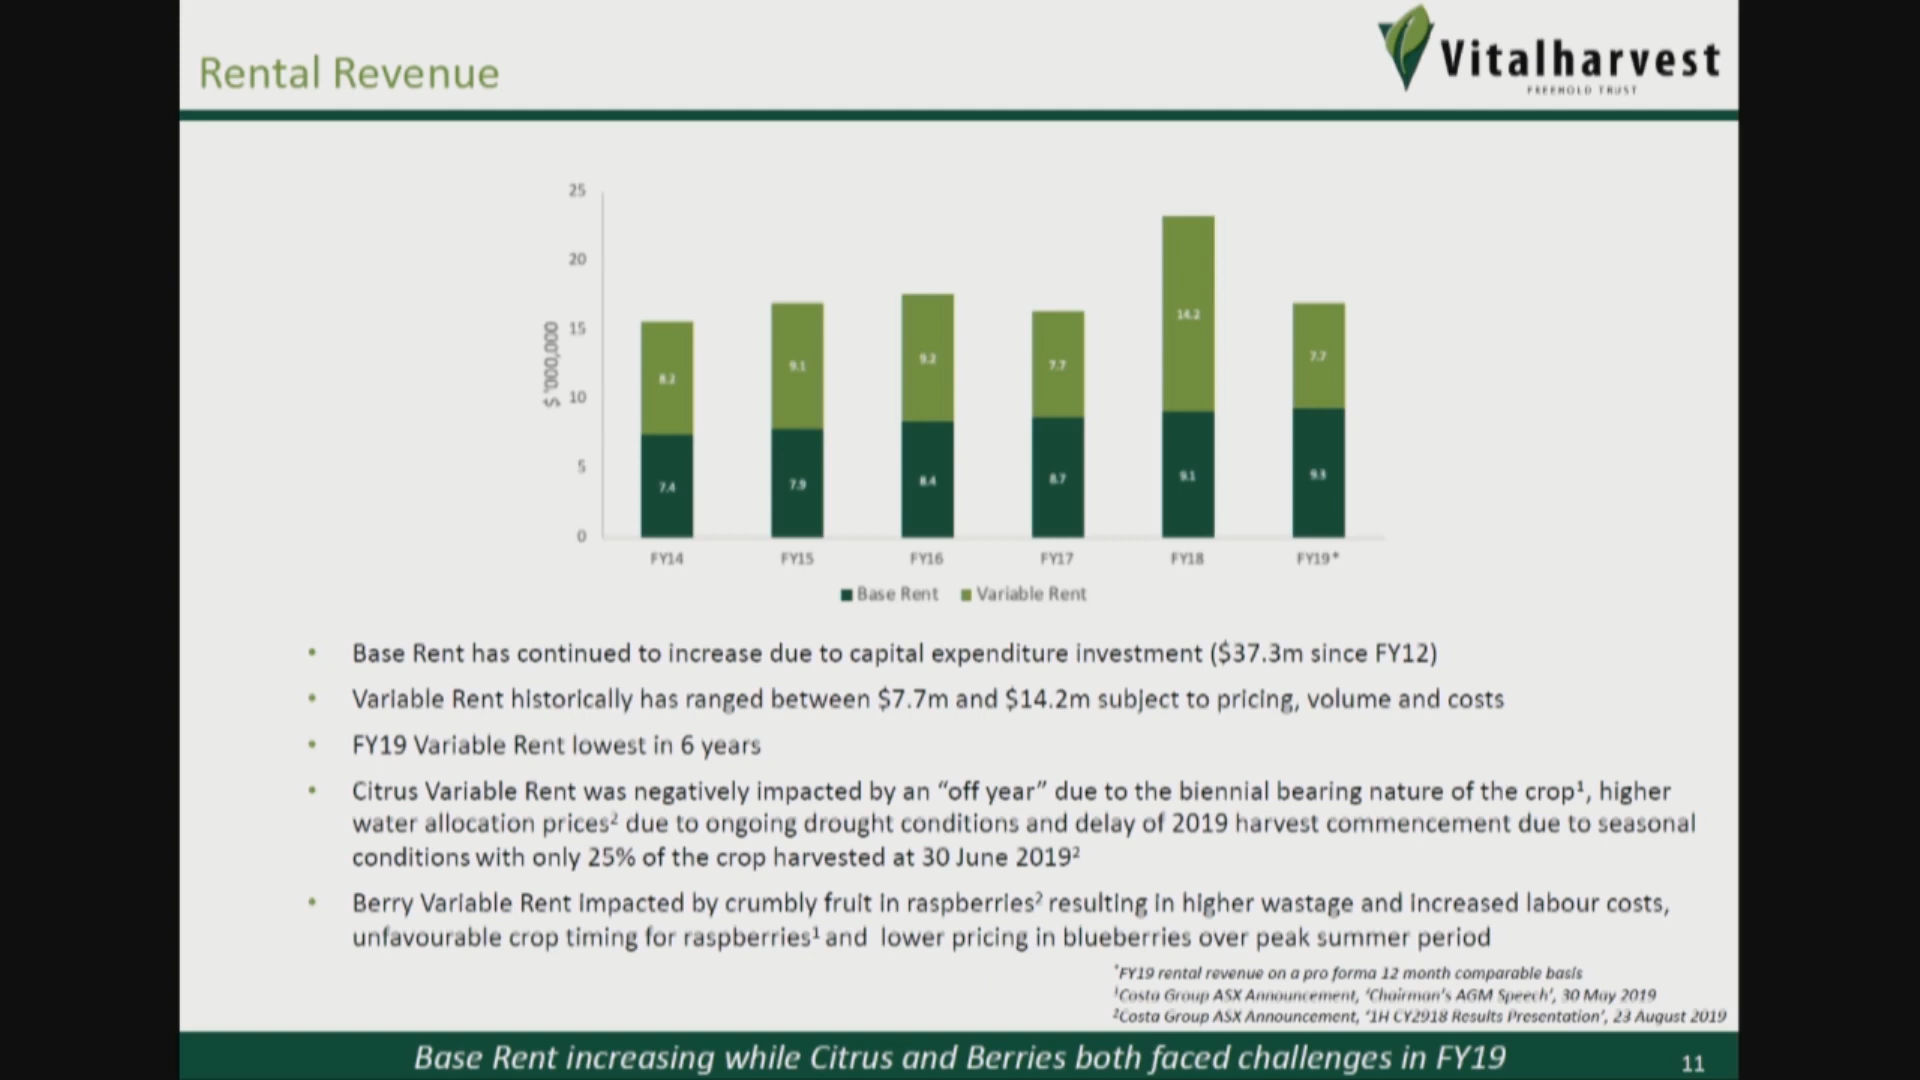 Rental Revenue
Vitalharvest
FREEHOLD TRUST
25
20
15
10
5
0
$ '000,000
8.2
9.1
9.2
7.7
14.2
7.7
7.4
7.9
8.4
8.7
9.1
9.3
FY14
FY15
FY16
FY17
FY18
FY19*
Base Rent
Variable Rent
• Base Rent has continued to increase due to capital expenditure investment ($37.3m since FY12)
• Variable Rent historically has ranged between $7.7m and $14.2m subject to pricing, volume and costs
• FY19 Variable Rent lowest in 6 years
• Citrus Variable Rent was negatively impacted by an “off year” due to the biennial bearing nature of the crop¹, higher
water allocation prices² due to ongoing drought conditions and delay of 2019 harvest commencement due to seasonal
conditions with only 25% of the crop harvested at 30 June 2019²
• Berry Variable Rent impacted by crumbly fruit in raspberries² resulting in higher wastage and increased labour costs,
unfavourable crop timing for raspberries¹ and lower pricing in blueberries over peak summer period
*FY19 rental revenue on a pro forma 12 month comparable basis
¹Costa Group ASX Announcement, ‘Chairman’s AGM Speech’, 30 May 2019
²Costa Group ASX Announcement, ‘1H CY2918 Results Presentation’, 23 August 2019
Base Rent increasing while Citrus and Berries both faced challenges in FY19
11